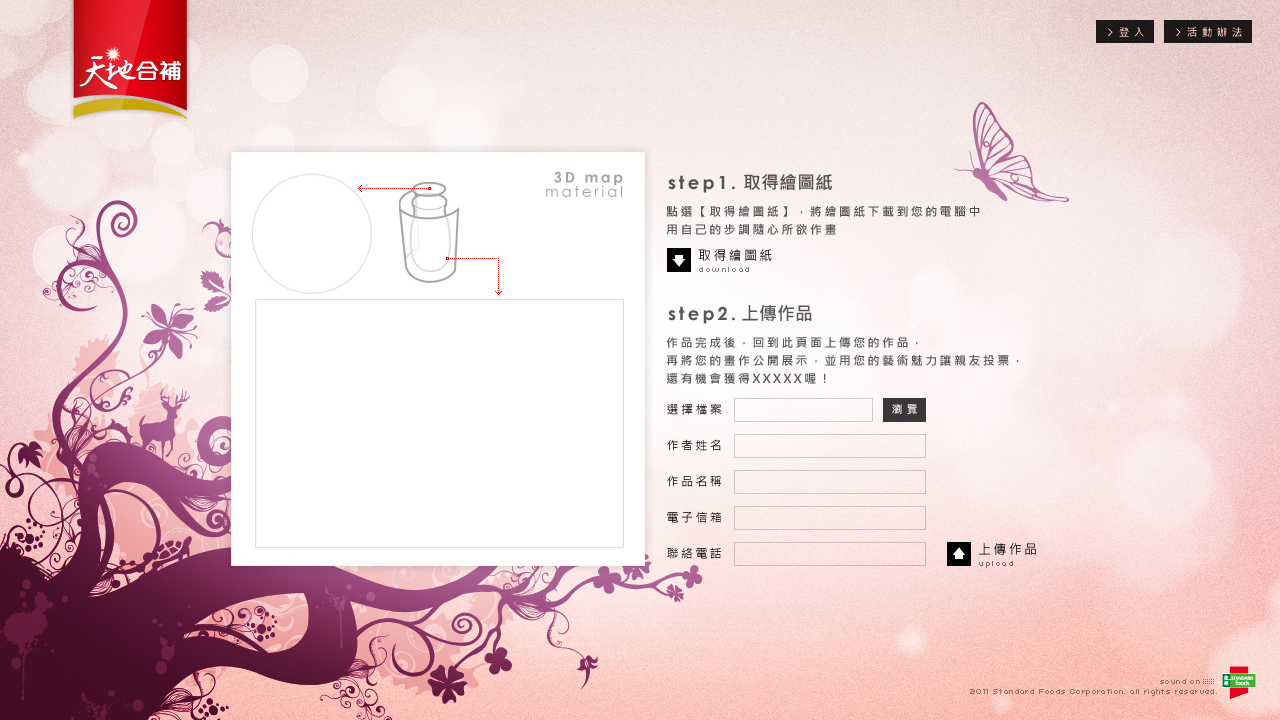 天地合補
登入
活動辦法
3D map
material
step1. 取得繪圖紙
點選【取得繪圖紙】，將繪圖紙下載到您的電腦中
用自己的步調隨心所欲作畫
取得繪圖紙
download
step2. 上傳作品
作品完成後，回到此頁面上傳您的作品，
再將您的畫作公開展示，並用您的藝術魅力讓親友投票，
還有機會獲得XXXXX喔！
選擇檔案
瀏覽
作者姓名
作品名稱
電子信箱
聯絡電話
上傳作品
upload
sound on
2011 Standard Foods Corporation. all rights reserved.
STANDARD
foods